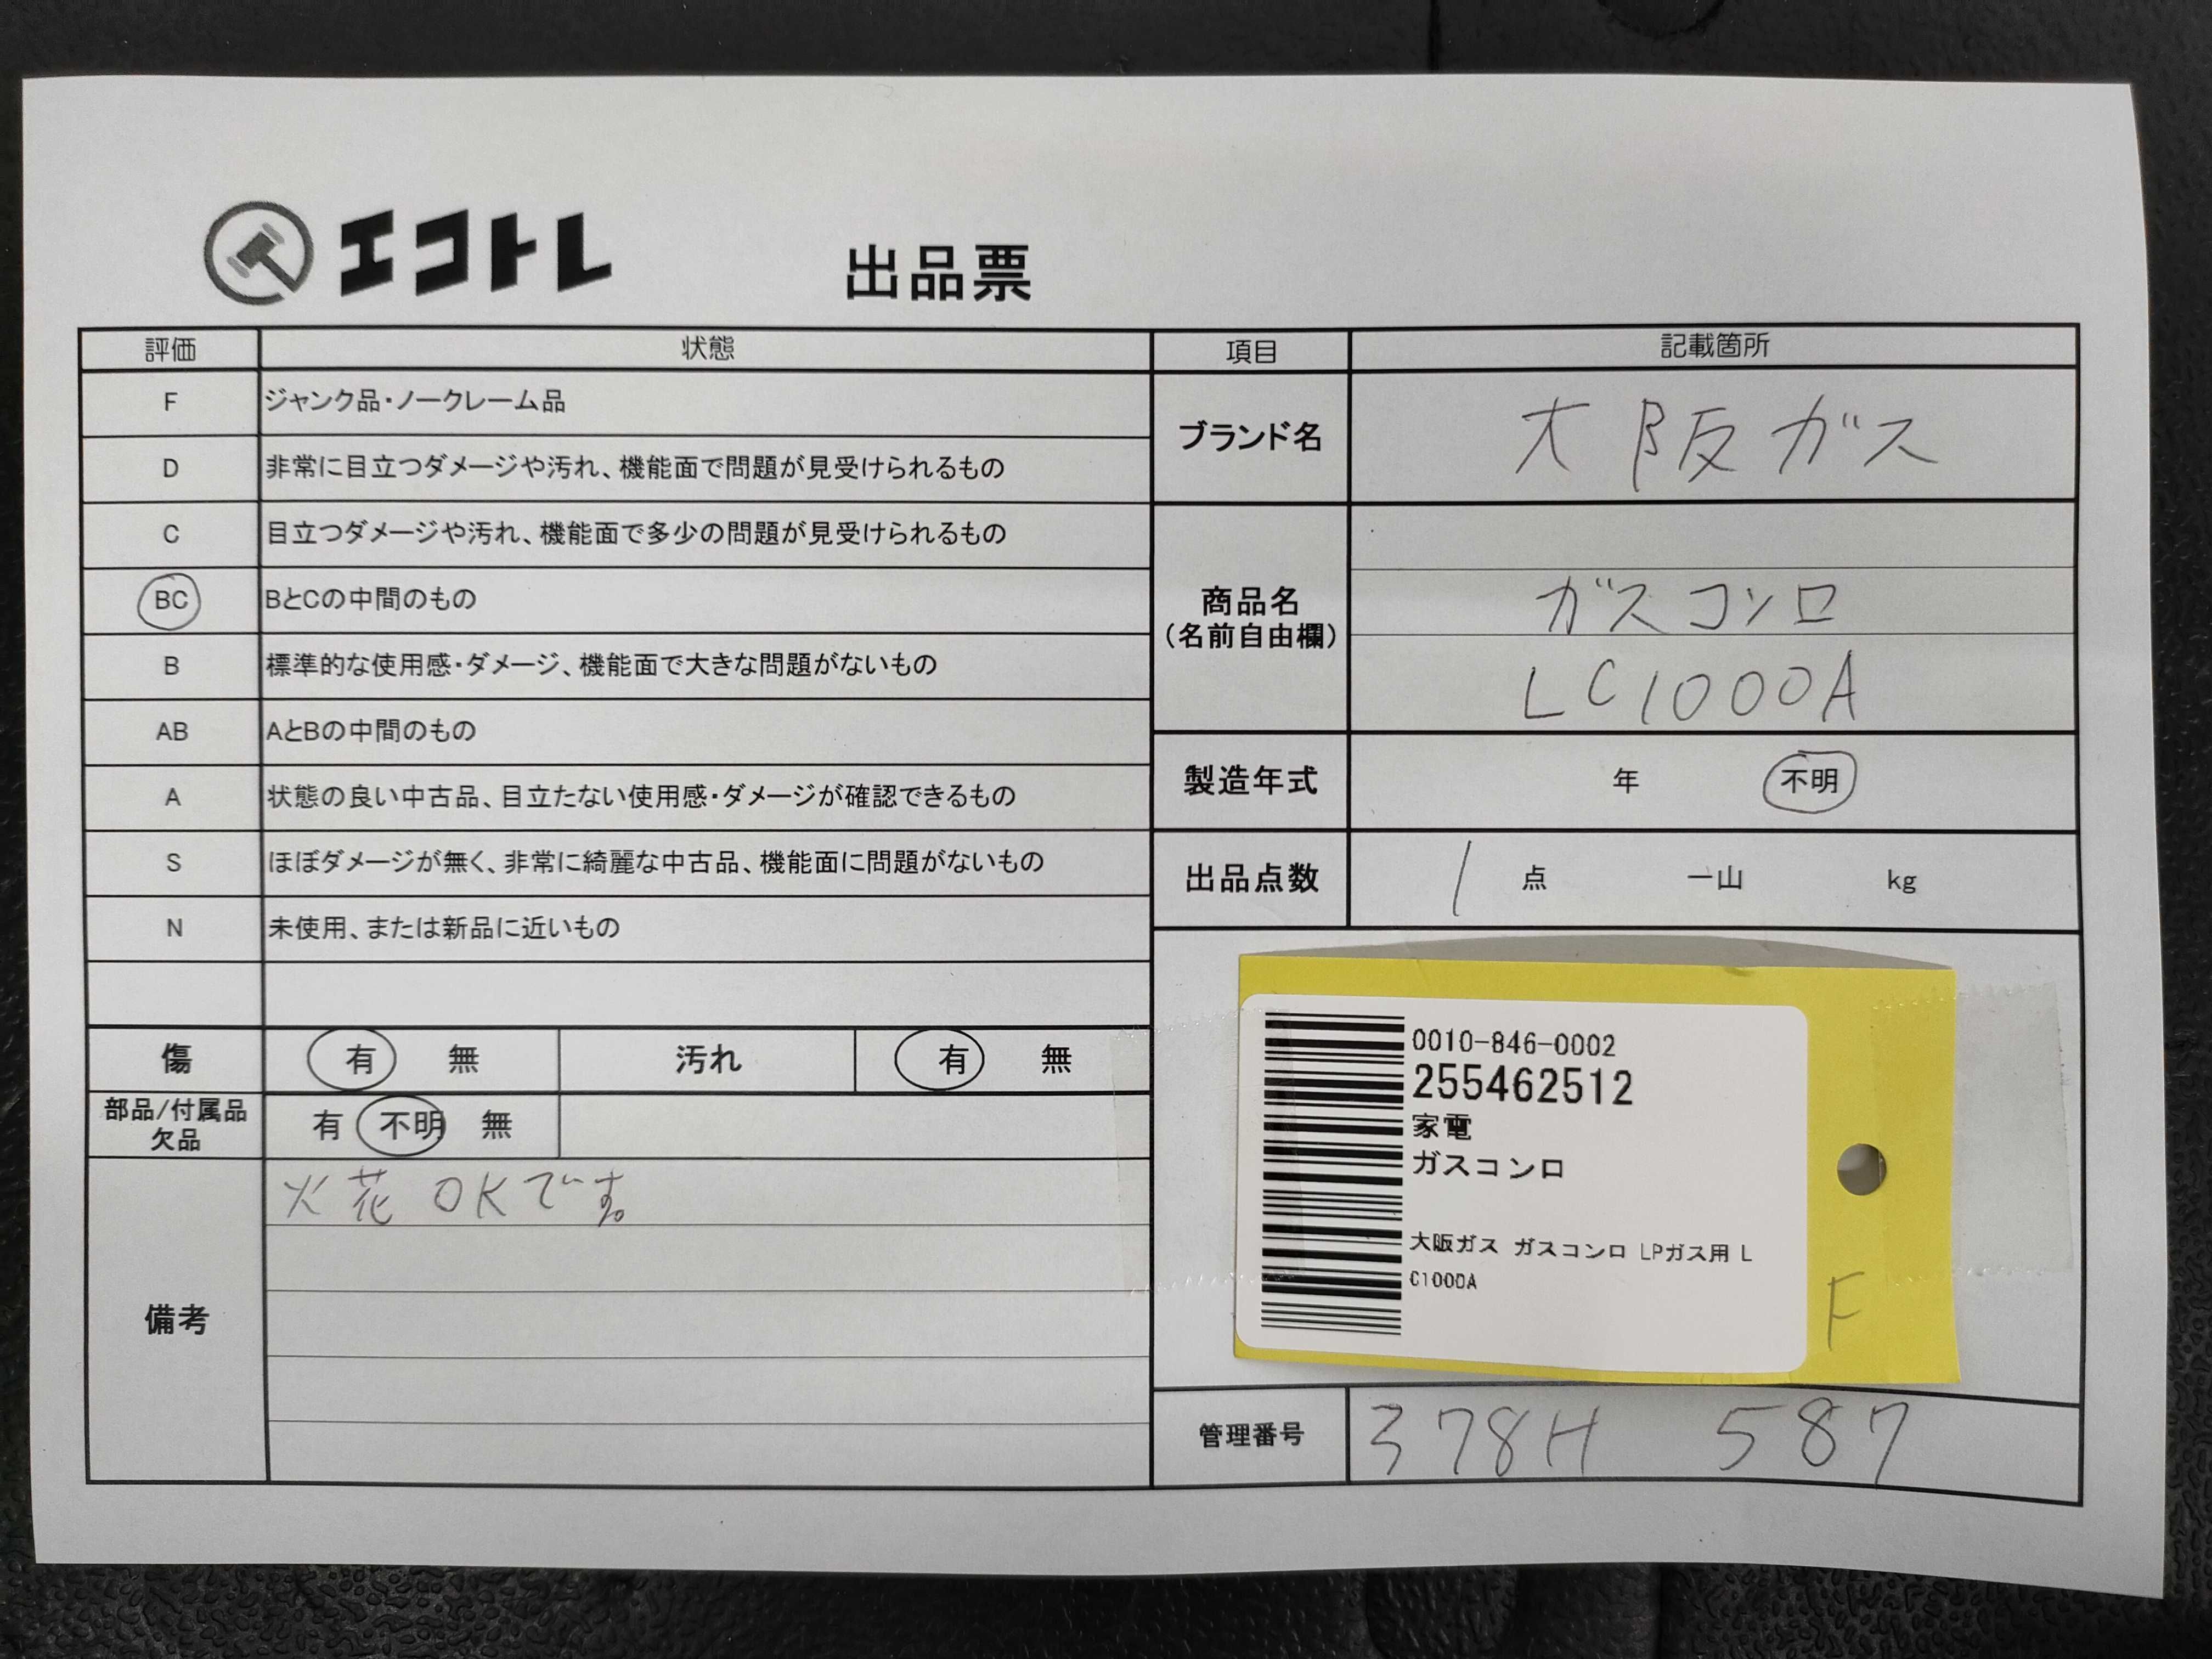 エコトレ
出品票
評価 状態
F ジャンク品・ノークレーム品
D 非常に目立つダメージや汚れ、機能面で問題が見受けられるもの
C 目立つダメージや汚れ、機能面で多少の問題が見受けられるもの
BC BとCの中間のもの
B 標準的な使用感・ダメージ、機能面で大きな問題がないもの
AB AとBの中間のもの
A 状態の良い中古品、目立たない使用感・ダメージが確認できるもの
S ほぼダメージが無く、非常に綺麗な中古品、機能面に問題がないもの
N 未使用、または新品に近いもの
傷 有 無 汚れ 有 無
部品/付属品
欠品
有 不明 無
備考
火花OKです。
項目 記載箇所
ブランド名 大阪ガス
商品名
(名前自由欄)
ガスコンロ
LC1000A
製造年式 年 不明
出品点数 1 点 一山 kg
0010-846-0002
255462512
家電
ガスコンロ
大阪ガス ガスコンロ LPガス用 L
C1000A
F
管理番号 378H 587